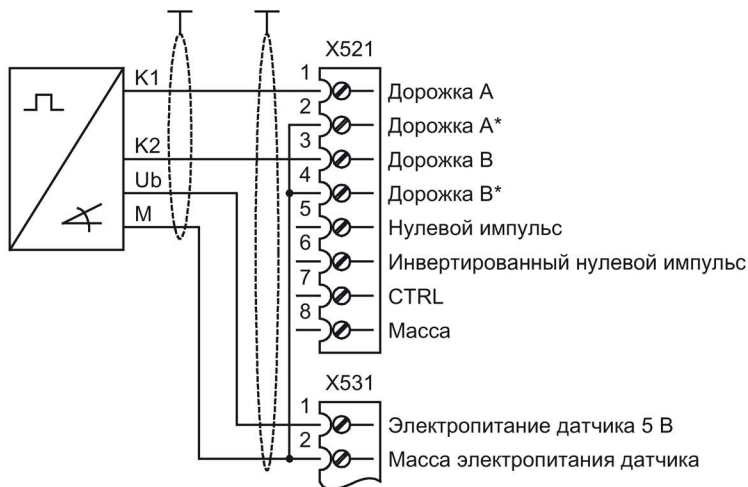 X521
K1
1
Дорожка A
2
Дорожка A*
K2
3
Дорожка B
Ub
4
Дорожка B*
M
5
Нулевой импульс
6
Инвертированный нулевой импульс
7
CTRL
8
Масса
X531
1
Электропитание датчика 5 В
2
Масса электропитания датчика